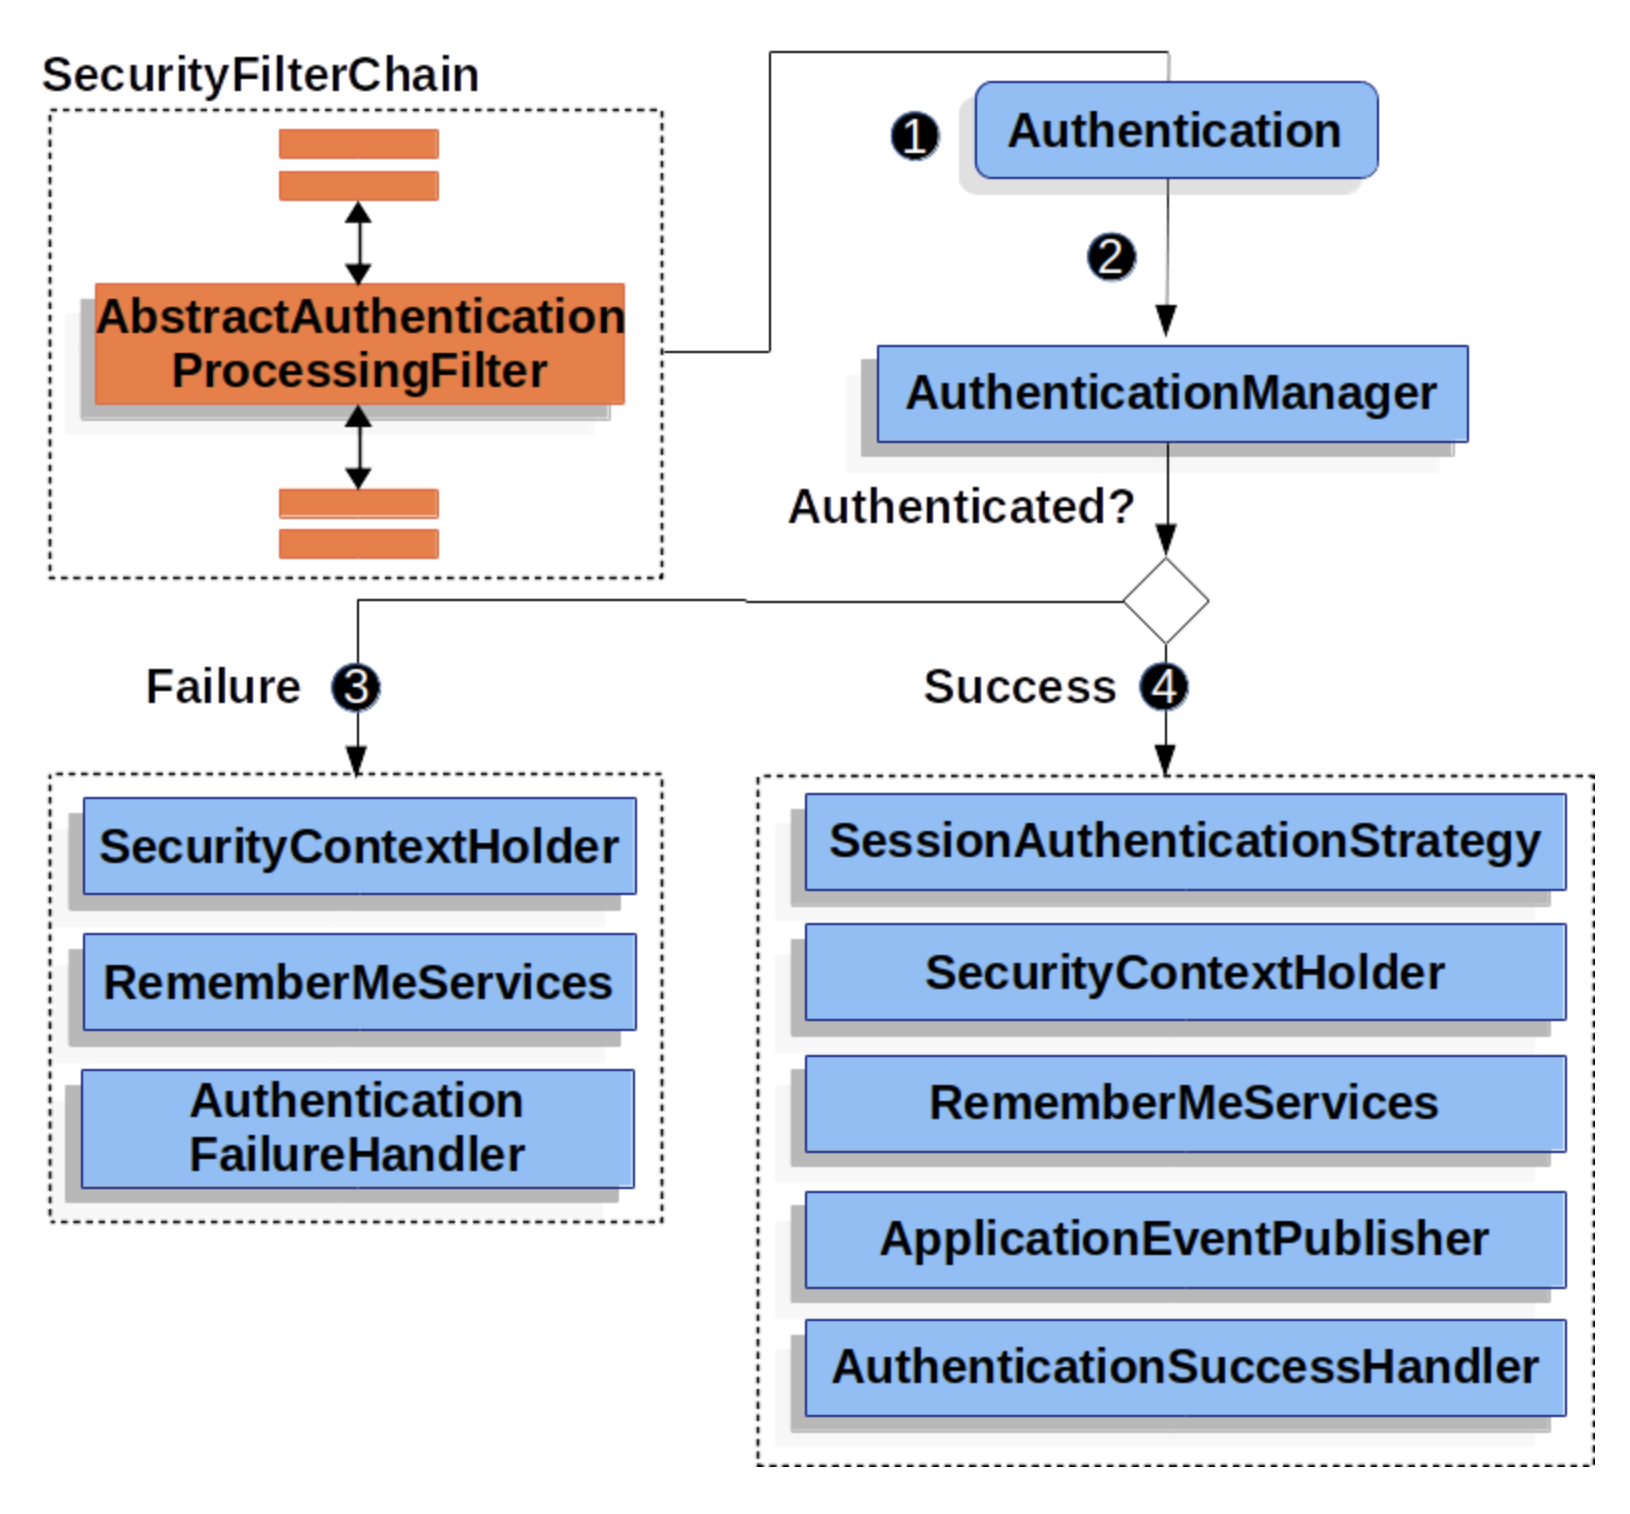 SecurityFilterChain
AbstractAuthentication
ProcessingFilter
1
Authentication
2
AuthenticationManager
Authenticated?
Failure 3
Success 4
SecurityContextHolder
RememberMeServices
Authentication
FailureHandler
SessionAuthenticationStrategy
SecurityContextHolder
RememberMeServices
ApplicationEventPublisher
AuthenticationSuccessHandler